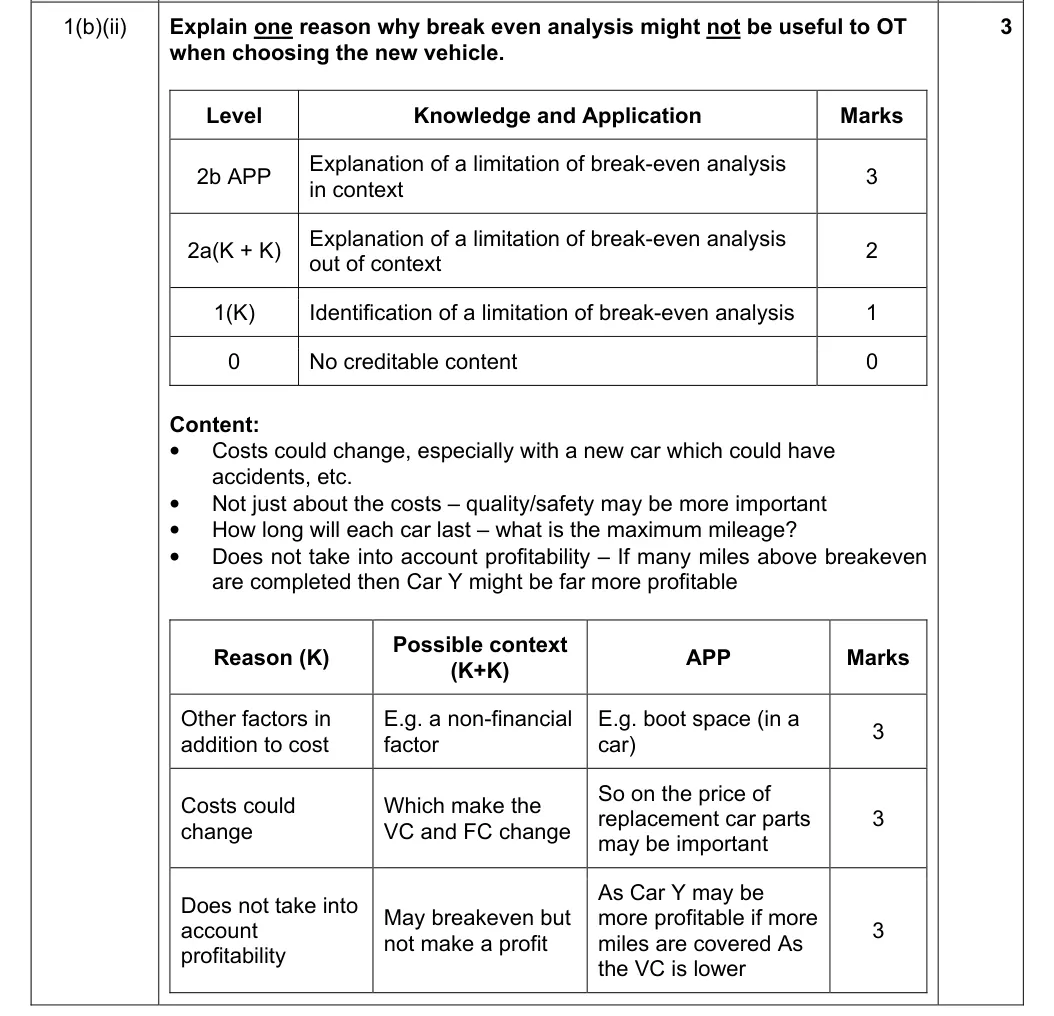 1(b)(ii)
Explain one reason why break even analysis might not be useful to OT
when choosing the new vehicle.
3
Level
Knowledge and Application
Marks
2b APP
Explanation of a limitation of break-even analysis
in context
3
2a(K + K)
Explanation of a limitation of break-even analysis
out of context
2
1(K)
Identification of a limitation of break-even analysis
1
0
No creditable content
0
Content:
• Costs could change, especially with a new car which could have
accidents, etc.
• Not just about the costs – quality/safety may be more important
• How long will each car last – what is the maximum mileage?
• Does not take into account profitability – If many miles above breakeven
are completed then Car Y might be far more profitable
Reason (K)
Possible context
(K+K)
APP
Marks
Other factors in
addition to cost
E.g. a non-financial
factor
E.g. boot space (in a
car)
3
Costs could
change
Which make the
VC and FC change
So on the price of
replacement car parts
may be important
3
Does not take into
account
profitability
May breakeven but
not make a profit
As Car Y may be
more profitable if more
miles are covered As
the VC is lower
3